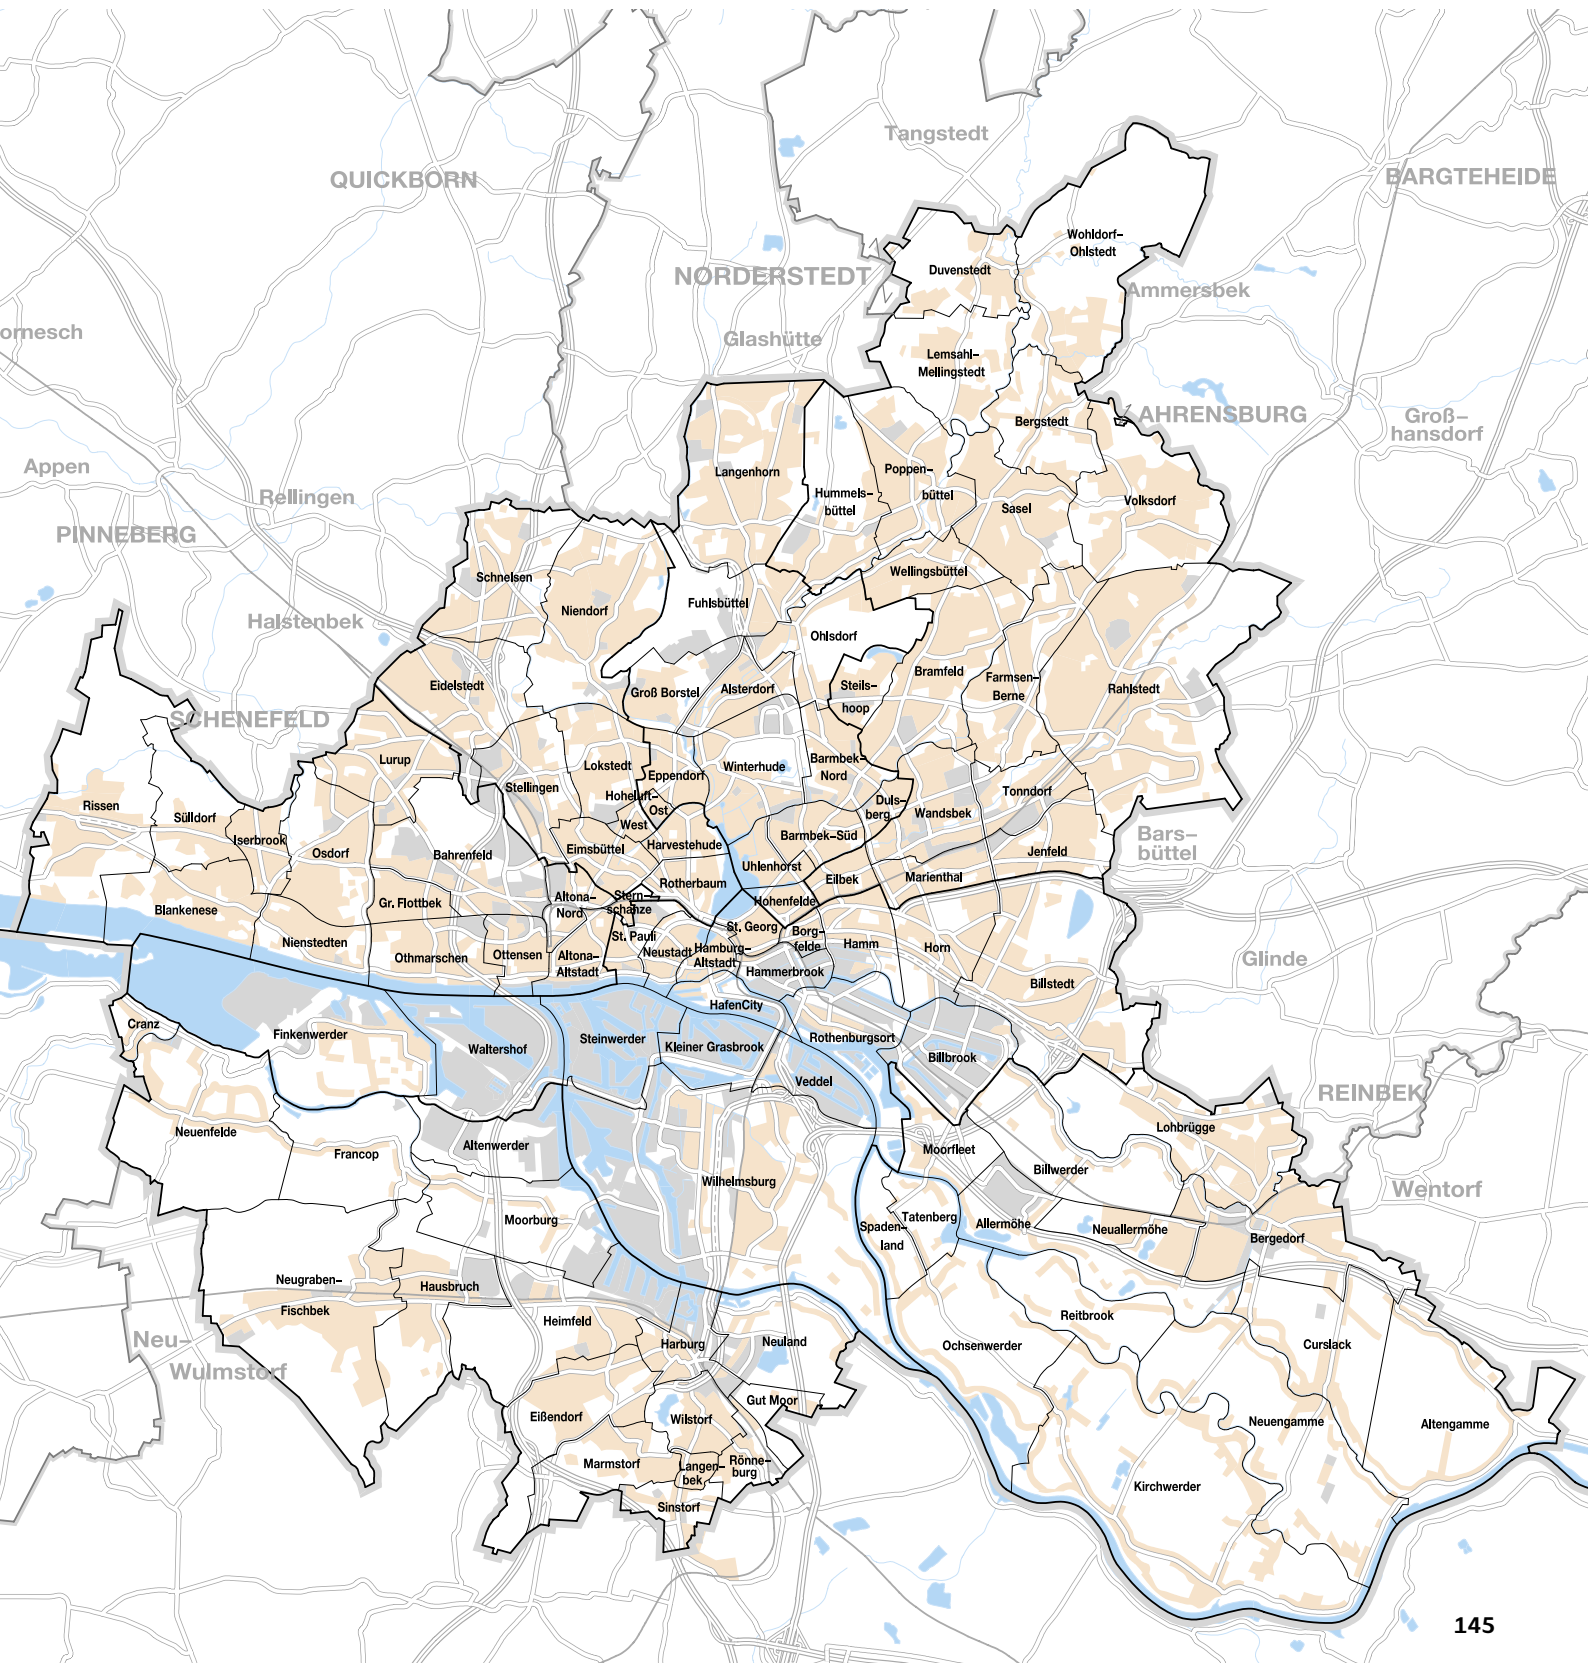 Tangstedt
QUICKBORN
BARGTEHEIDE
Wohldorf–
Ohlstedt
Duvenstedt
NORDERSTEDT
Ammersbek
ornesch
Glashütte
Lemsahl–
Mellingstedt
AHRENSBURG
Groß–
hansdorf
Bergstedt
Appen
Langenhorn
Poppen–
büttel
Rellingen
Hummels–
büttel
Volksdorf
Sasel
PINNEBERG
Schnelsen
Wellingsbüttel
Niendorf
Fuhlsbüttel
Halstenbek
Ohlsdorf
Eidelstedt
Groß Borstel
Alsterdorf
Steils–
hoop
Bramfeld
Farmsen–
Berne
Rahlstedt
SCHENEFELD
Lurup
Lokstedt
Stellingen
Eppendorf
Winterhude
Barmbek–
Nord
Rissen
Sülldorf
Hoheluft–
Ost
West
Duls–
berg
Wandsbek
Tonndorf
Iserbrook
Osdorf
Bahrenfeld
Eimsbüttel
Harvestehude
Barmbek–Süd
Jenfeld
Bars–
büttel
Uhlenhorst
Eilbek
Marienthal
Rotherbaum
Blankenese
Gr. Flottbek
Altona–
Nord
Stern–
schanze
Hohenfelde
Nienstedten
Othmarschen
Ottensen
Altona–
Altstadt
St. Pauli
Neustadt
Hamburg–
Altstadt
St. Georg
Borg–
felde
Hamm
Horn
Glinde
Hammerbrook
Billstedt
HafenCity
Cranz
Finkenwerder
Waltershof
Steinwerder
Kleiner Grasbrook
Rothenburgsort
Billbrook
Veddel
REINBEK
Neuenfelde
Francop
Altenwerder
Lohbrügge
Moorfleet
Billwerder
Wilhelmsburg
Wentorf
Moorburg
Spaden–
land
Tatenberg
Allermöhe
Neuallermöhe
Bergedorf
Neugraben–
Fischbek
Hausbruch
Heimfeld
Reitbrook
Neu–
Wulmstorf
Harburg
Neuland
Ochsenwerder
Curslack
Gut Moor
Eißendorf
Wilstorf
Neuengamme
Altengamme
Marmstorf
Langen–
bek
Rönne–
burg
Kirchwerder
Sinstorf
145